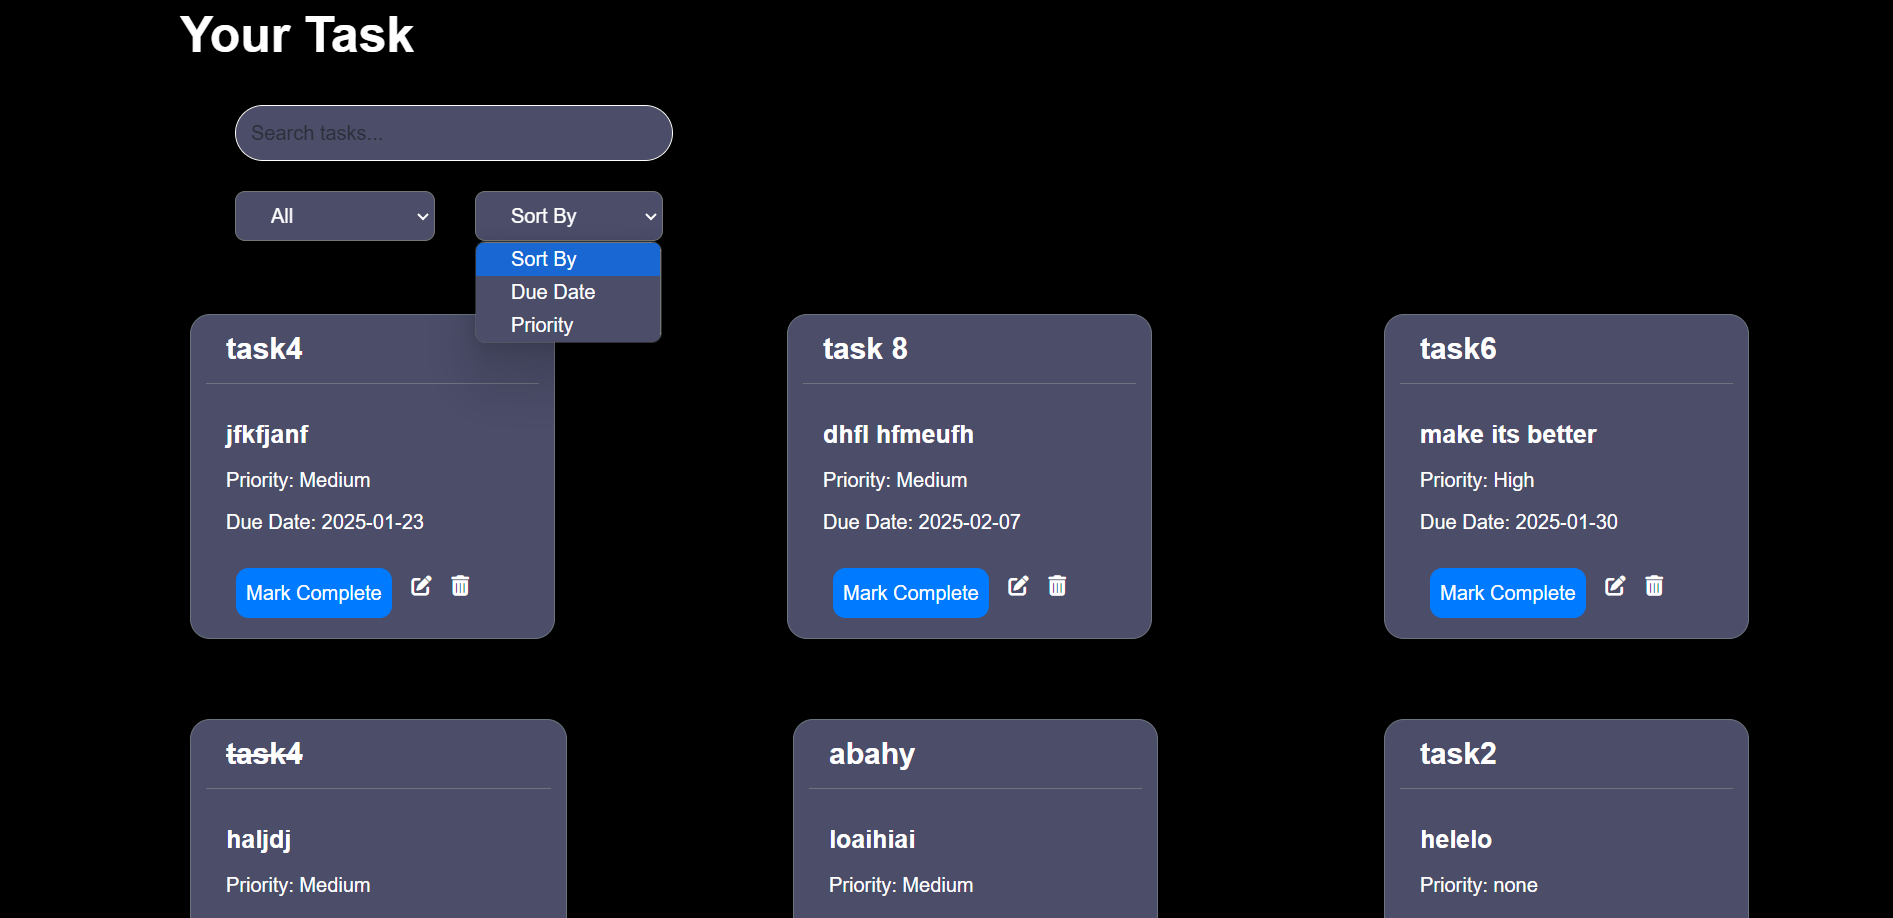 Your Task
Search tasks...
All
Sort By
Sort By
Due Date
Priority
task4
jfkfjanf
Priority: Medium
Due Date: 2025-01-23
Mark Complete
task 8
dhfl hfmeufh
Priority: Medium
Due Date: 2025-02-07
Mark Complete
task6
make its better
Priority: High
Due Date: 2025-01-30
Mark Complete
task4
haljdj
Priority: Medium
abahy
loaihiai
Priority: Medium
task2
helelo
Priority: none